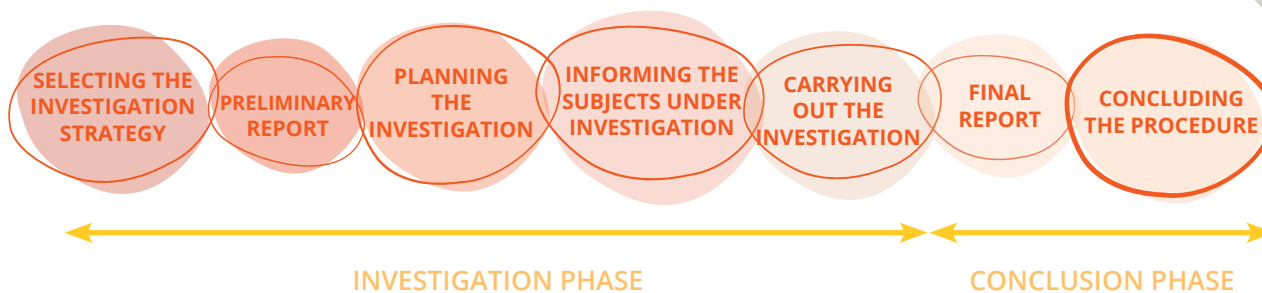 SELECTING THE
INVESTIGATION
STRATEGY
PRELIMINARY
REPORT
PLANNING
THE
INVESTIGATION
INFORMING THE
SUBJECTS UNDER
INVESTIGATION
CARRYING
OUT THE
INVESTIGATION
FINAL
REPORT
CONCLUDING
THE PROCEDURE
INVESTIGATION PHASE
CONCLUSION PHASE